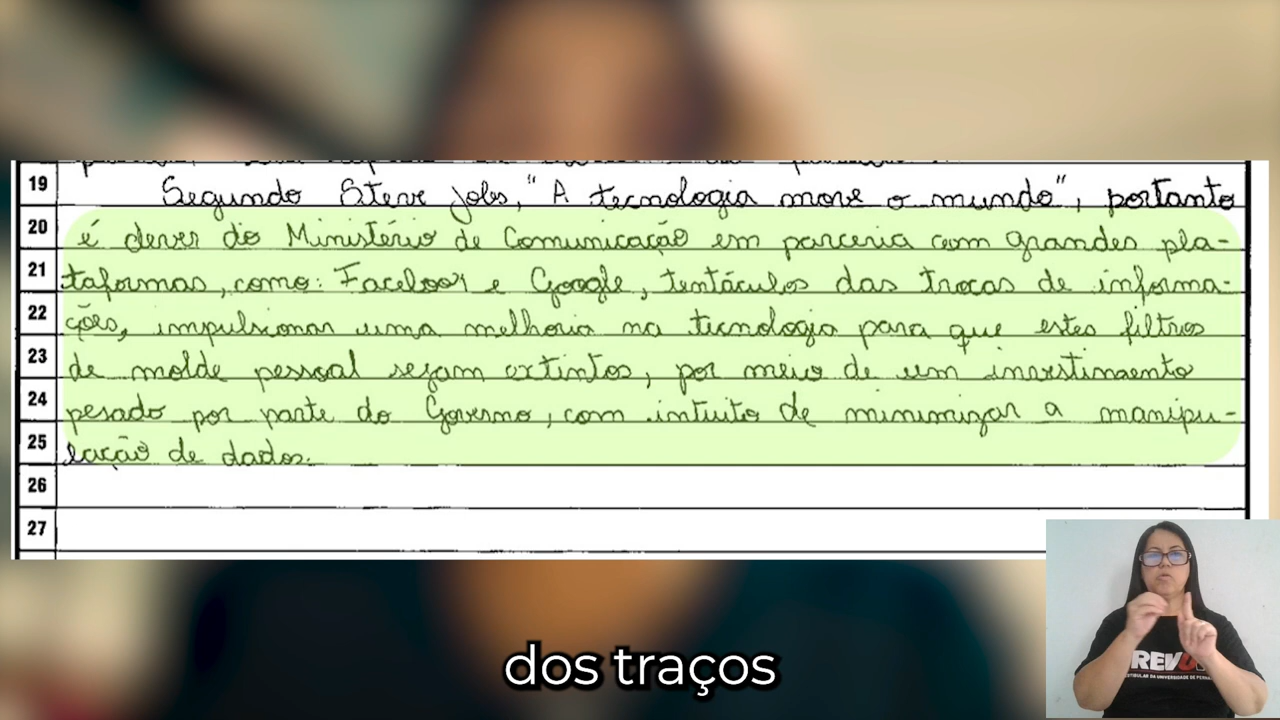 19 Segundo Steve jobs, "A tecnologia move o mundo", portanto
20 é dever do Ministério de Comunicação em parceria com grandes pla-
21 taformas, como: Facebook e Google, tentáculos das trocas de informa-
22 ções, impulsionar uma melhoria na tecnologia para que estes filtros
23 de molde pessoal sejam extintos, por meio de um investimento
24 pesado por parte do Governo, com intuito de minimizar a manipu-
25 lação de dados.
26
27
dos traços